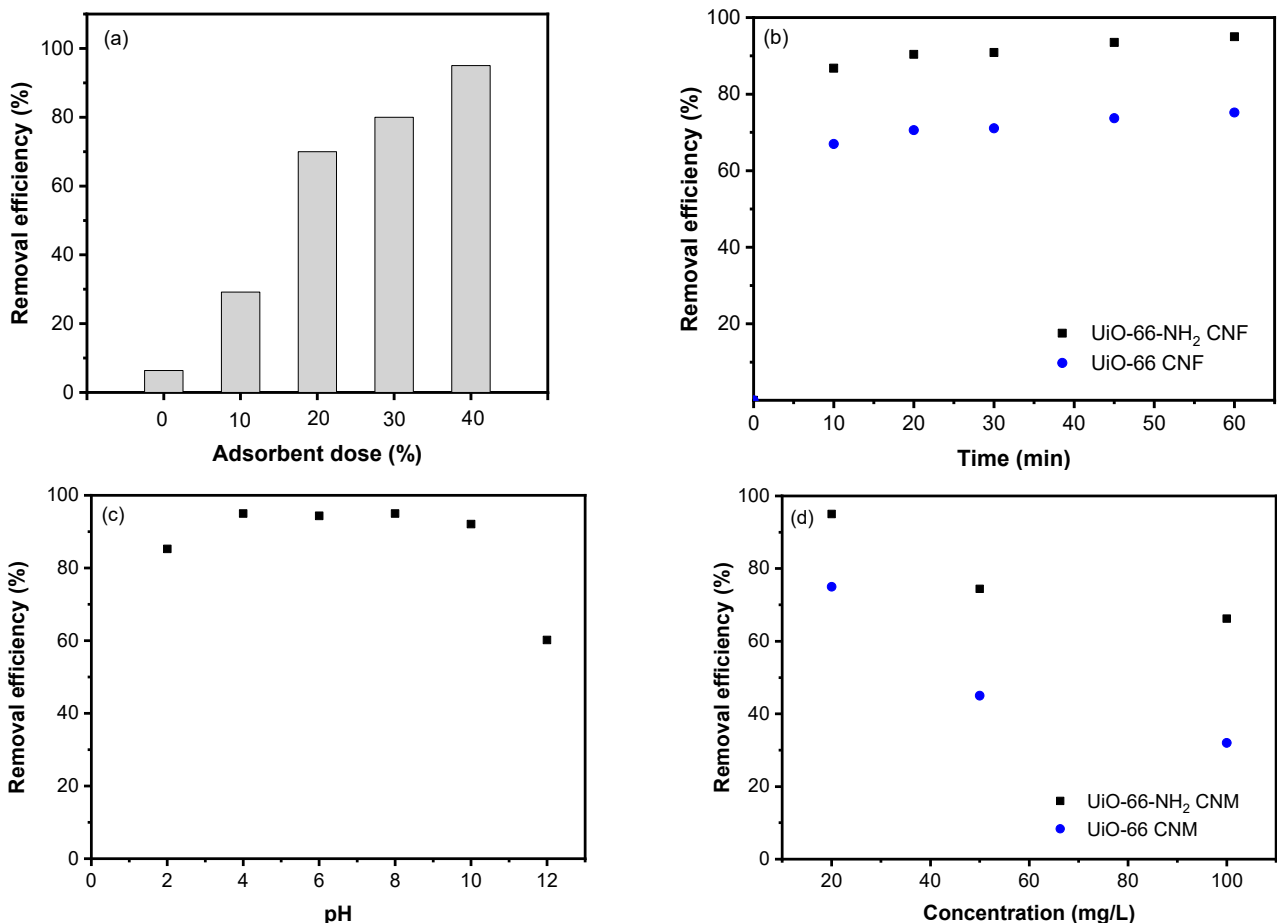 (a)
Removal efficiency (%)
100
80
60
40
20
0
0 10 20 30 40
Adsorbent dose (%)
(b)
Removal efficiency (%)
100
80
60
40
20
10 20 30 40 50 60
Time (min)
UiO-66-NH2 CNF
UiO-66 CNF
(c)
Removal efficiency (%)
100
80
60
40
20
0
0 2 4 6 8 10 12
pH
(d)
Removal efficiency (%)
100
80
60
40
20
0
20 40 60 80 100
Concentration (mg/L)
UiO-66-NH2 CNM
UiO-66 CNM